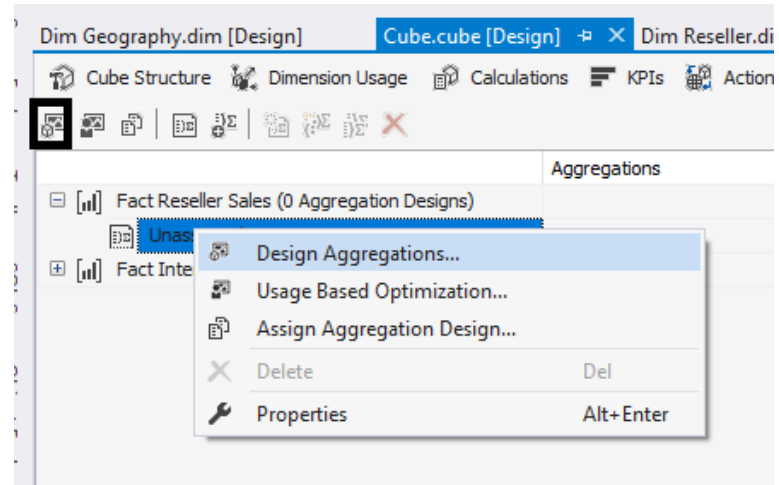 Dim Geography.dim [Design] Cube.cube [Design] Dim Reseller.di
Cube Structure Dimension Usage Calculations KPIs Action
Aggregations
Fact Reseller Sales (0 Aggregation Designs)
Unas
Fact Inte
Design Aggregations...
Usage Based Optimization...
Assign Aggregation Design...
Delete Del
Properties Alt+Enter